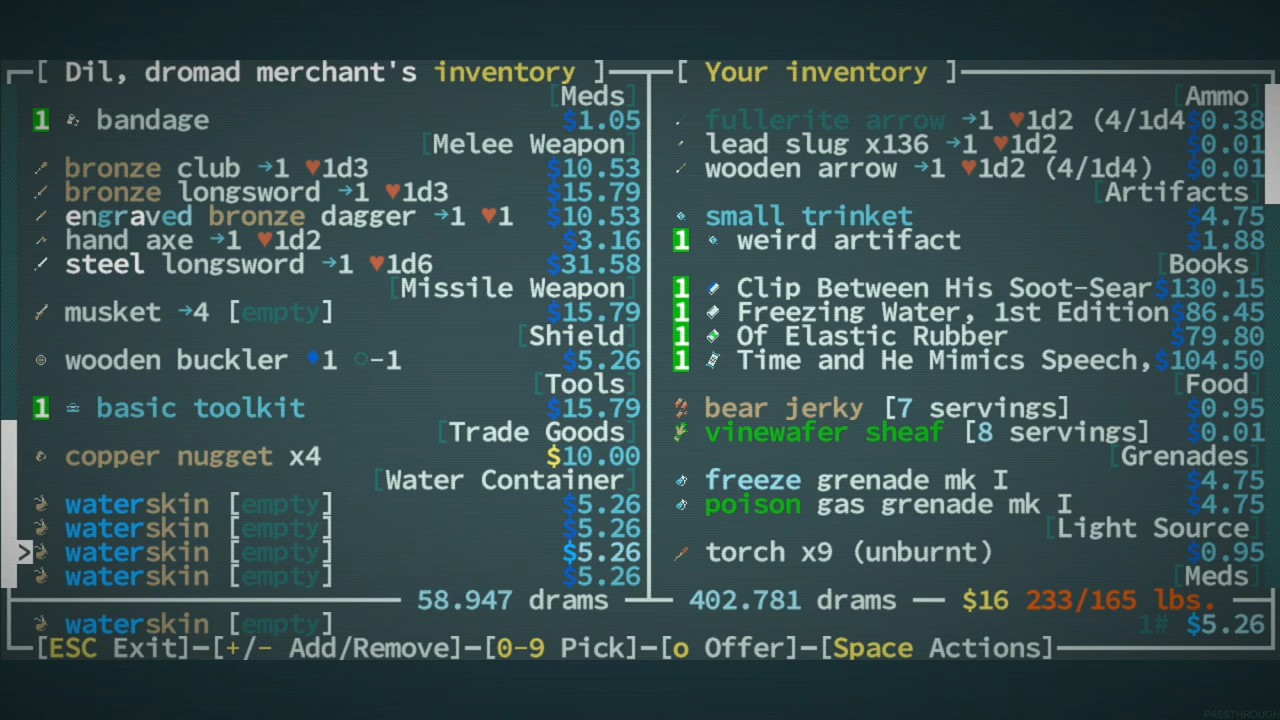 [ Dil, dromad merchant's inventory ]
[Meds]
1 bandage $1.05
[Melee Weapon]
bronze club →1 ♥1d3 $10.53
bronze longsword →1 ♥1d3 $15.79
engraved bronze dagger →1 ♥1 $10.53
hand axe →1 ♥1d2 $3.16
steel longsword →1 ♥1d6 $31.58
[Missile Weapon]
musket →4 [empty] $15.79
[Shield]
wooden buckler ♦1 ○-1 $5.26
[Tools]
1 basic toolkit $15.79
[Trade Goods]
copper nugget x4 $10.00
[Water Container]
waterskin [empty] $5.26
waterskin [empty] $5.26
> waterskin [empty] $5.26
waterskin [empty] $5.26
58.947 drams
[ Your inventory ]
[Ammo]
fullerite arrow →1 ♥1d2 (4/1d4 $0.38
lead slug x136 →1 ♥1d2 $0.01
wooden arrow →1 ♥1d2 (4/1d4) $0.01
[Artifacts]
small trinket $4.75
1 weird artifact $1.88
[Books]
1 Clip Between His Soot-Sear $130.15
1 Freezing Water, 1st Edition $86.45
1 Of Elastic Rubber $79.80
1 Time and He Mimics Speech, $104.50
[Food]
bear jerky [7 servings] $0.95
vinewafer sheaf [8 servings] $0.01
[Grenades]
freeze grenade mk I $4.75
poison gas grenade mk I $4.75
[Light Source]
torch x9 (unburnt) $0.95
[Meds]
402.781 drams $16 233/165 lbs.
waterskin [empty] 1# $5.26
[ESC Exit]-[+/- Add/Remove]-[0-9 Pick]-[o Offer]-[Space Actions]